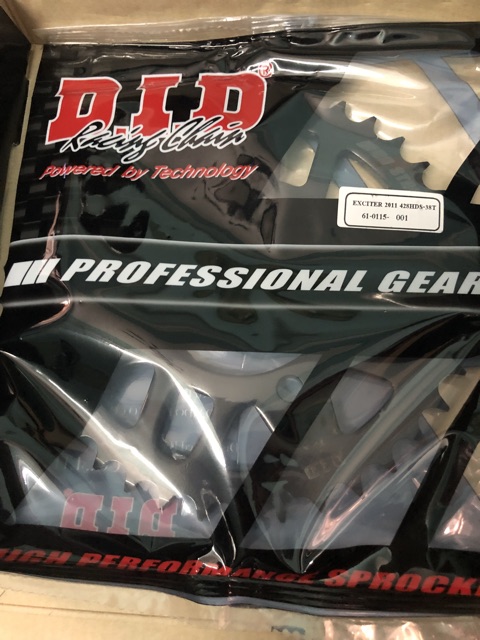 D.I.D
Racing Chain
powered by Technology
EXCITER 2011 428HDS-38T
61-0115- 001
PROFESSIONAL GEAR
D.I.D
HIGH PERFORMANCE SPROCKE